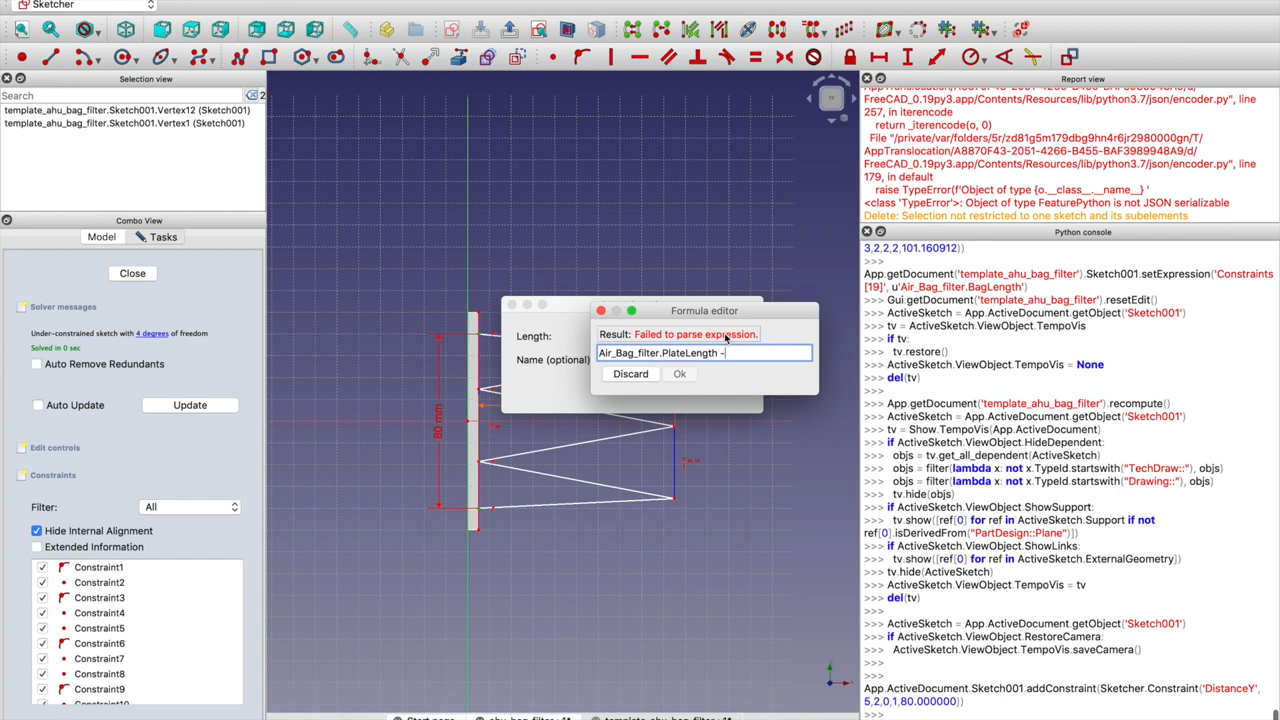 Sketcher
Selection view
Search
2
template_ahu_bag_filter.Sketch001.Vertex12 (Sketch001)
template_ahu_bag_filter.Sketch001.Vertex1 (Sketch001)
Combo View
Model
Tasks
Close
Solver messages
Under-constrained sketch with 4 degrees of freedom
Solved in 0 sec
Auto Remove Redundants
Auto Update
Update
Edit controls
Constraints
Filter:
All
Hide Internal Alignment
Extended Information
Constraint1
Constraint2
Constraint3
Constraint4
Constraint5
Constraint6
Constraint7
Constraint8
Constraint9
Constraint10
80 mm
Length:
Name (optional)
Formula editor
Result: Failed to parse expression.
Air_Bag_filter.PlateLength -
Discard
Ok
Start page
ahu_bag_filter : 1*
template_ahu_bag_filter : 1*
Report view
AppTranslocation/A8870F43-2051-4266-B455-BAF3989948A9/d/
FreeCAD_0.19py3.app/Contents/Resources/lib/python3.7/json/encoder.py", line
257, in iterencode
return _iterencode(o, 0)
File "/private/var/folders/5r/zd81g5m179dbg9hn4r6jr2980000gn/T/
AppTranslocation/A8870F43-2051-4266-B455-BAF3989948A9/d/
FreeCAD_0.19py3.app/Contents/Resources/lib/python3.7/json/encoder.py", line
179, in default
raise TypeError(f'Object of type {o.__class__.__name__} '
<class 'TypeError'>: Object of type FeaturePython is not JSON serializable
Delete: Selection not restricted to one sketch and its subelements
Python console
3,2,2,2,101.160912))
>>>
App.getDocument('template_ahu_bag_filter').Sketch001.setExpression('Constraints
[19]', u'Air_Bag_filter.BagLength')
>>> Gui.getDocument('template_ahu_bag_filter').resetEdit()
>>> ActiveSketch = App.ActiveDocument.getObject('Sketch001')
>>> tv = ActiveSketch.ViewObject.TempoVis
>>> if tv:
>>> tv.restore()
>>> ActiveSketch.ViewObject.TempoVis = None
>>> del(tv)
>>>
>>> App.getDocument('template_ahu_bag_filter').recompute()
>>> ActiveSketch = App.ActiveDocument.getObject('Sketch001')
>>> tv = Show.TempoVis(App.ActiveDocument)
>>> if ActiveSketch.ViewObject.HideDependent:
>>> objs = tv.get_all_dependent(ActiveSketch)
>>> objs = filter(lambda x: not x.TypeId.startswith("TechDraw::"), objs)
>>> objs = filter(lambda x: not x.TypeId.startswith("Drawing::"), objs)
>>> tv.hide(objs)
>>> if ActiveSketch.ViewObject.ShowSupport:
>>> tv.show([ref[0] for ref in ActiveSketch.Support if not
ref[0].isDerivedFrom("PartDesign::Plane")])
>>> if ActiveSketch.ViewObject.ShowLinks:
>>> tv.show([ref[0] for ref in ActiveSketch.ExternalGeometry])
>>> tv.hide(ActiveSketch)
>>> ActiveSketch.ViewObject.TempoVis = tv
>>> del(tv)
>>>
>>> ActiveSketch = App.ActiveDocument.getObject('Sketch001')
>>> if ActiveSketch.ViewObject.RestoreCamera:
>>> ActiveSketch.ViewObject.TempoVis.saveCamera()
>>>
>>>
App.ActiveDocument.Sketch001.addConstraint(Sketcher.Constraint('DistanceY',
5,2,0,1,80.000000))
>>>